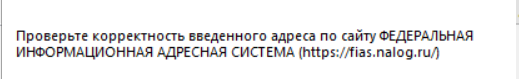 Проверьте корректность введенного адреса по сайту ФЕДЕРАЛЬНАЯ
ИНФОРМАЦИОННАЯ АДРЕСНАЯ СИСТЕМА (https://fias.nalog.ru/)